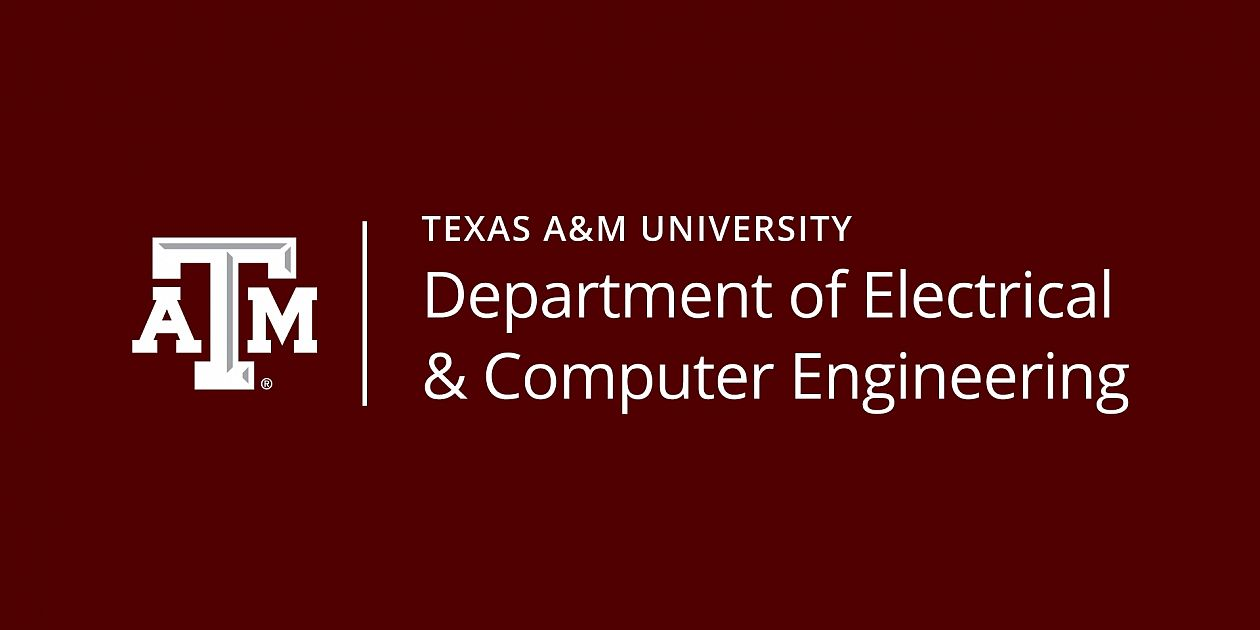 ATM®
TEXAS A&M UNIVERSITY
Department of Electrical
& Computer Engineering